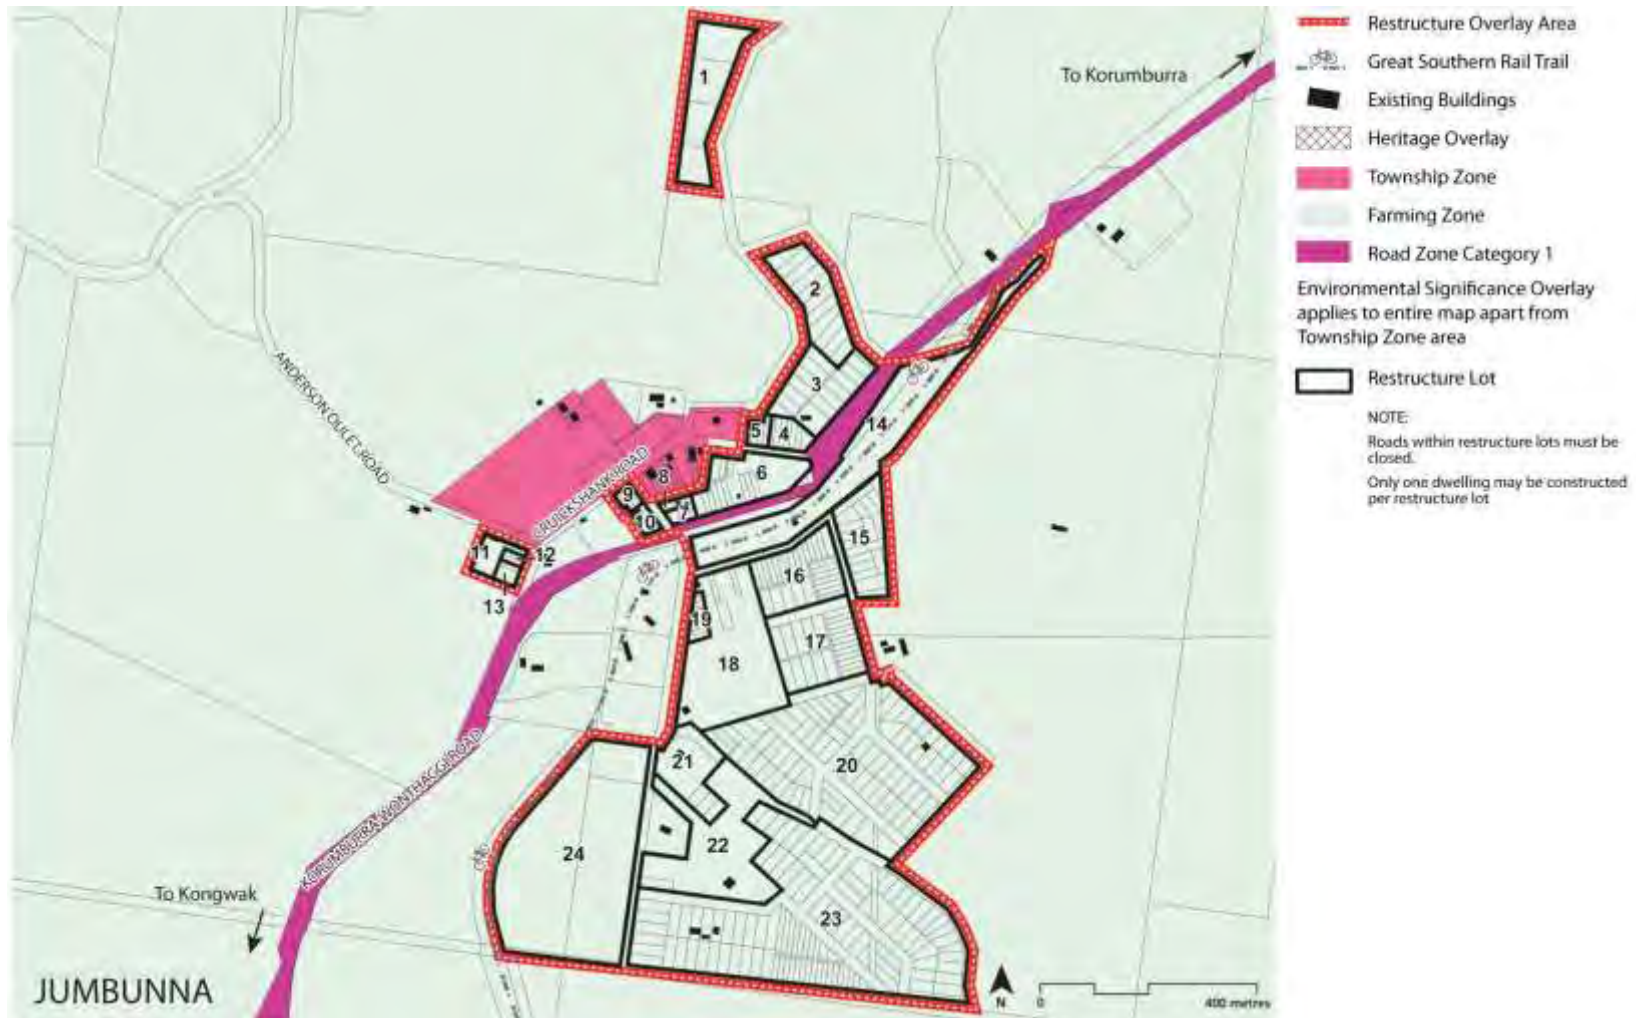 Restructure Overlay Area
Great Southern Rail Trail
Existing Buildings
Heritage Overlay
Township Zone
Farming Zone
Road Zone Category 1
Environmental Significance Overlay
applies to entire map apart from
Township Zone area
Restructure Lot
NOTE:
Roads within restructure lots must be
closed.
Only one dwelling may be constructed
per restructure lot
To Korumburra
1
2
3
4
5
6
7
8
9
10
11
12
13
14
15
16
17
18
19
20
21
22
23
24
CRUICKSHANK ROAD
KORUMBURRA WONTHAGGI ROAD
To Kongwak
JUMBUNNA
N
0
400 metres